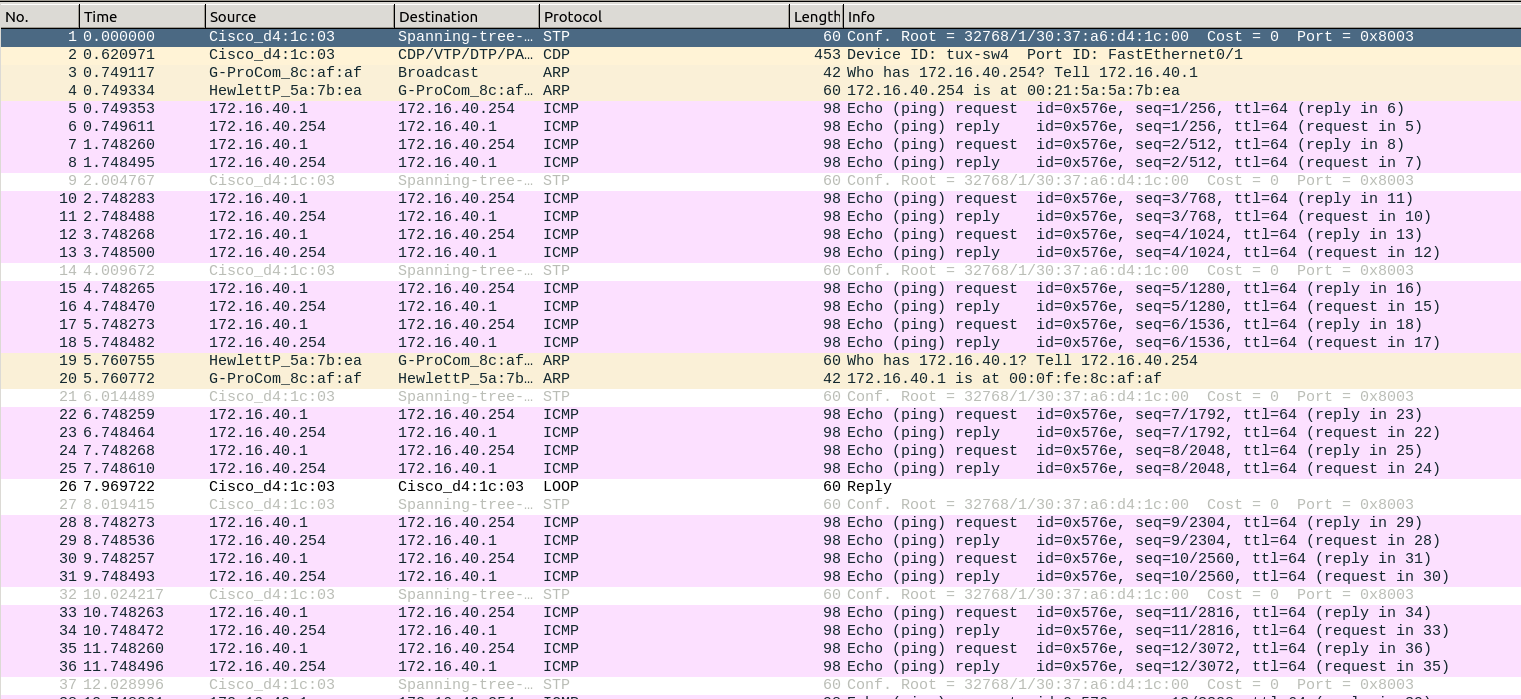 No. Time Source Destination Protocol Length Info
1 0.000000 Cisco_d4:1c:03 Spanning-tree-… STP 60 Conf. Root = 32768/1/30:37:a6:d4:1c:00 Cost = 0 Port = 0x8003
2 0.620971 Cisco_d4:1c:03 CDP/VTP/DTP/PA… CDP 453 Device ID: tux-sw4 Port ID: FastEthernet0/1
3 0.749117 G-ProCom_8c:af:af Broadcast ARP 42 Who has 172.16.40.254? Tell 172.16.40.1
4 0.749334 HewlettP_5a:7b:ea G-ProCom_8c:af… ARP 60 172.16.40.254 is at 00:21:5a:5a:7b:ea
5 0.749353 172.16.40.1 172.16.40.254 ICMP 98 Echo (ping) request id=0x576e, seq=1/256, ttl=64 (reply in 6)
6 0.749611 172.16.40.254 172.16.40.1 ICMP 98 Echo (ping) reply id=0x576e, seq=1/256, ttl=64 (request in 5)
7 1.748260 172.16.40.1 172.16.40.254 ICMP 98 Echo (ping) request id=0x576e, seq=2/512, ttl=64 (reply in 8)
8 1.748495 172.16.40.254 172.16.40.1 ICMP 98 Echo (ping) reply id=0x576e, seq=2/512, ttl=64 (request in 7)
9 2.004767 Cisco_d4:1c:03 Spanning-tree-… STP 60 Conf. Root = 32768/1/30:37:a6:d4:1c:00 Cost = 0 Port = 0x8003
10 2.748283 172.16.40.1 172.16.40.254 ICMP 98 Echo (ping) request id=0x576e, seq=3/768, ttl=64 (reply in 11)
11 2.748488 172.16.40.254 172.16.40.1 ICMP 98 Echo (ping) reply id=0x576e, seq=3/768, ttl=64 (request in 10)
12 3.748268 172.16.40.1 172.16.40.254 ICMP 98 Echo (ping) request id=0x576e, seq=4/1024, ttl=64 (reply in 13)
13 3.748500 172.16.40.254 172.16.40.1 ICMP 98 Echo (ping) reply id=0x576e, seq=4/1024, ttl=64 (request in 12)
14 4.009672 Cisco_d4:1c:03 Spanning-tree-… STP 60 Conf. Root = 32768/1/30:37:a6:d4:1c:00 Cost = 0 Port = 0x8003
15 4.748265 172.16.40.1 172.16.40.254 ICMP 98 Echo (ping) request id=0x576e, seq=5/1280, ttl=64 (reply in 16)
16 4.748470 172.16.40.254 172.16.40.1 ICMP 98 Echo (ping) reply id=0x576e, seq=5/1280, ttl=64 (request in 15)
17 5.748273 172.16.40.1 172.16.40.254 ICMP 98 Echo (ping) request id=0x576e, seq=6/1536, ttl=64 (reply in 18)
18 5.748482 172.16.40.254 172.16.40.1 ICMP 98 Echo (ping) reply id=0x576e, seq=6/1536, ttl=64 (request in 17)
19 5.760755 HewlettP_5a:7b:ea G-ProCom_8c:af… ARP 60 Who has 172.16.40.1? Tell 172.16.40.254
20 5.760772 G-ProCom_8c:af:af HewlettP_5a:7b… ARP 42 172.16.40.1 is at 00:0f:fe:8c:af:af
21 6.014489 Cisco_d4:1c:03 Spanning-tree-… STP 60 Conf. Root = 32768/1/30:37:a6:d4:1c:00 Cost = 0 Port = 0x8003
22 6.748259 172.16.40.1 172.16.40.254 ICMP 98 Echo (ping) request id=0x576e, seq=7/1792, ttl=64 (reply in 23)
23 6.748464 172.16.40.254 172.16.40.1 ICMP 98 Echo (ping) reply id=0x576e, seq=7/1792, ttl=64 (request in 22)
24 7.748268 172.16.40.1 172.16.40.254 ICMP 98 Echo (ping) request id=0x576e, seq=8/2048, ttl=64 (reply in 25)
25 7.748610 172.16.40.254 172.16.40.1 ICMP 98 Echo (ping) reply id=0x576e, seq=8/2048, ttl=64 (request in 24)
26 7.969722 Cisco_d4:1c:03 Cisco_d4:1c:03 LOOP 60 Reply
27 8.019415 Cisco_d4:1c:03 Spanning-tree-… STP 60 Conf. Root = 32768/1/30:37:a6:d4:1c:00 Cost = 0 Port = 0x8003
28 8.748273 172.16.40.1 172.16.40.254 ICMP 98 Echo (ping) request id=0x576e, seq=9/2304, ttl=64 (reply in 29)
29 8.748536 172.16.40.254 172.16.40.1 ICMP 98 Echo (ping) reply id=0x576e, seq=9/2304, ttl=64 (request in 28)
30 9.748257 172.16.40.1 172.16.40.254 ICMP 98 Echo (ping) request id=0x576e, seq=10/2560, ttl=64 (reply in 31)
31 9.748493 172.16.40.254 172.16.40.1 ICMP 98 Echo (ping) reply id=0x576e, seq=10/2560, ttl=64 (request in 30)
32 10.024217 Cisco_d4:1c:03 Spanning-tree-… STP 60 Conf. Root = 32768/1/30:37:a6:d4:1c:00 Cost = 0 Port = 0x8003
33 10.748263 172.16.40.1 172.16.40.254 ICMP 98 Echo (ping) request id=0x576e, seq=11/2816, ttl=64 (reply in 34)
34 10.748472 172.16.40.254 172.16.40.1 ICMP 98 Echo (ping) reply id=0x576e, seq=11/2816, ttl=64 (request in 33)
35 11.748260 172.16.40.1 172.16.40.254 ICMP 98 Echo (ping) request id=0x576e, seq=12/3072, ttl=64 (reply in 36)
36 11.748496 172.16.40.254 172.16.40.1 ICMP 98 Echo (ping) reply id=0x576e, seq=12/3072, ttl=64 (request in 35)
37 12.028996 Cisco_d4:1c:03 Spanning-tree-… STP 60 Conf. Root = 32768/1/30:37:a6:d4:1c:00 Cost = 0 Port = 0x8003